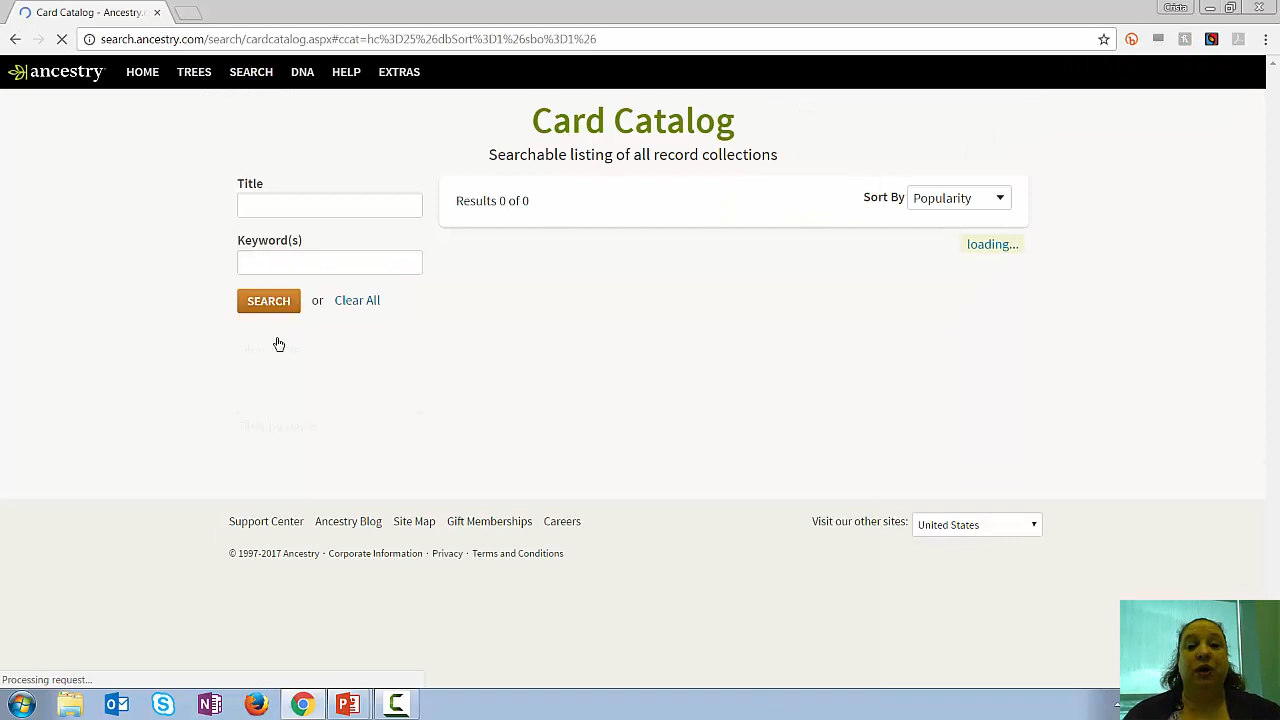 Card Catalog - Ancestry.c
Crista
search.ancestry.com/search/cardcatalog.aspx#ccat=hc%3D25%26dbSort%3D1%26sbo%3D1%26
ancestry HOME TREES SEARCH DNA HELP EXTRAS
Card Catalog
Searchable listing of all record collections
Title
Results 0 of 0
Sort By Popularity
Keyword(s)
loading...
SEARCH or Clear All
Support Center Ancestry Blog Site Map Gift Memberships Careers
Visit our other sites: United States
© 1997-2017 Ancestry • Corporate Information • Privacy • Terms and Conditions
Processing request...